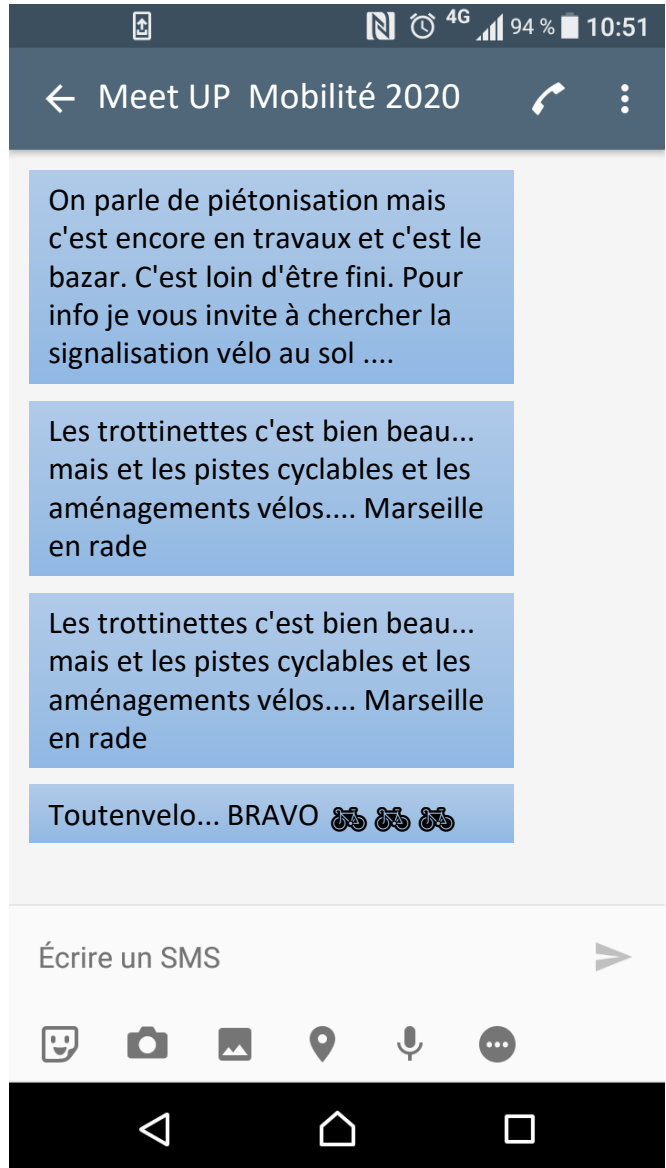 4G 94 % 10:51
Meet UP Mobilité 2020
On parle de piétonisation mais
c'est encore en travaux et c'est le
bazar. C'est loin d'être fini. Pour
info je vous invite à chercher la
signalisation vélo au sol ....
Les trottinettes c'est bien beau...
mais et les pistes cyclables et les
aménagements vélos.... Marseille
en rade
Les trottinettes c'est bien beau...
mais et les pistes cyclables et les
aménagements vélos.... Marseille
en rade
Toutenvelo... BRAVO 🚲 🚲 🚲
Écrire un SMS